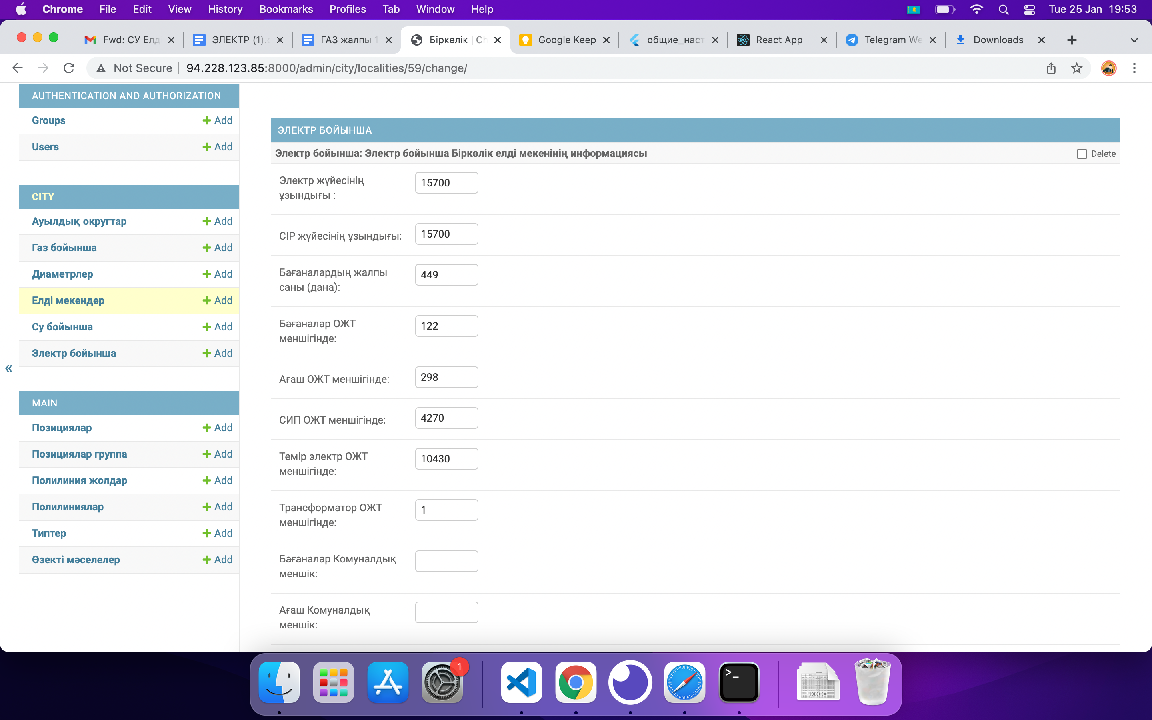 Chrome File Edit View History Bookmarks Profiles Tab Window Help Tue 25 Jan 19:53
Fwd: СУ Елд ЭЛЕКТР (1). ГАЗ жалпы 1 Біркөлік | Ch Google Keep общие_наст React App Telegram We Downloads
Not Secure 94.228.123.85:8000/admin/city/localities/59/change/
AUTHENTICATION AND AUTHORIZATION
Groups + Add
Users + Add
CITY
Ауылдық округтар + Add
Газ бойынша + Add
Диаметрлер + Add
Елді мекендер + Add
Су бойынша + Add
Электр бойынша + Add
«
MAIN
Позициялар + Add
Позициялар группа + Add
Полилиния жолдар + Add
Полилиниялар + Add
Типтер + Add
Өзекті мәселелер + Add
ЭЛЕКТР БОЙЫНША
Электр бойынша: Электр бойынша Біркөлік елді мекенінің информациясы Delete
Электр жүйесінің
ұзындығы :
15700
СІР жүйесінің ұзындығы: 15700
Бағаналардың жалпы
саны (дана):
449
Бағаналар ОЖТ
меншігінде:
122
Ағаш ОЖТ меншігінде: 298
СИП ОЖТ меншігінде: 4270
Темір электр ОЖТ
меншігінде:
10430
Трансформатор ОЖТ
меншігінде:
1
Бағаналар Комуналдық
меншік:
Ағаш Комуналдық
меншік:
1
>_